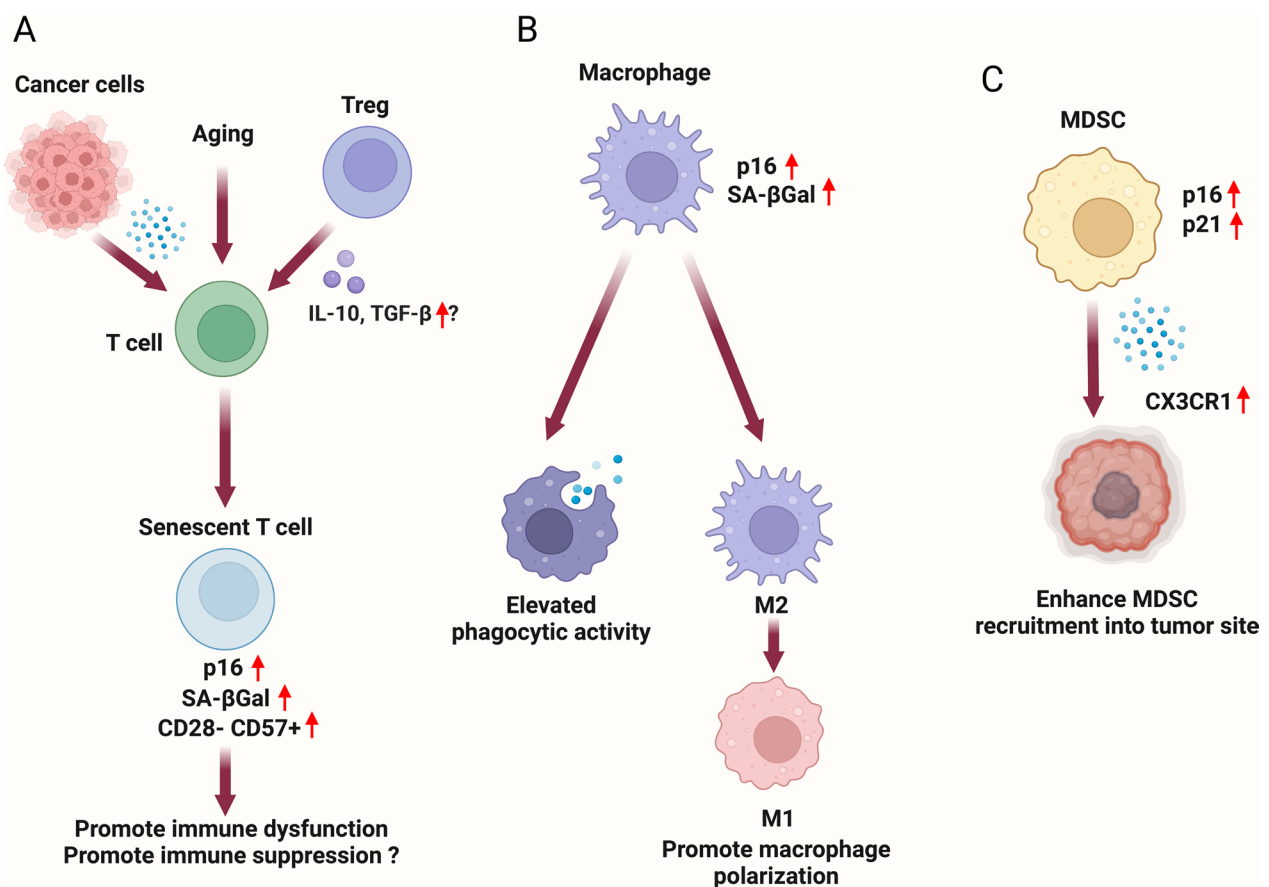 A
Cancer cells
Aging
Treg
IL-10, TGF-β ?
T cell
Senescent T cell
p16
SA-βGal
CD28- CD57+
Promote immune dysfunction
Promote immune suppression ?
B
Macrophage
p16
SA-βGal
Elevated
phagocytic activity
M2
M1
Promote macrophage
polarization
C
MDSC
p16
p21
CX3CR1
Enhance MDSC
recruitment into tumor site